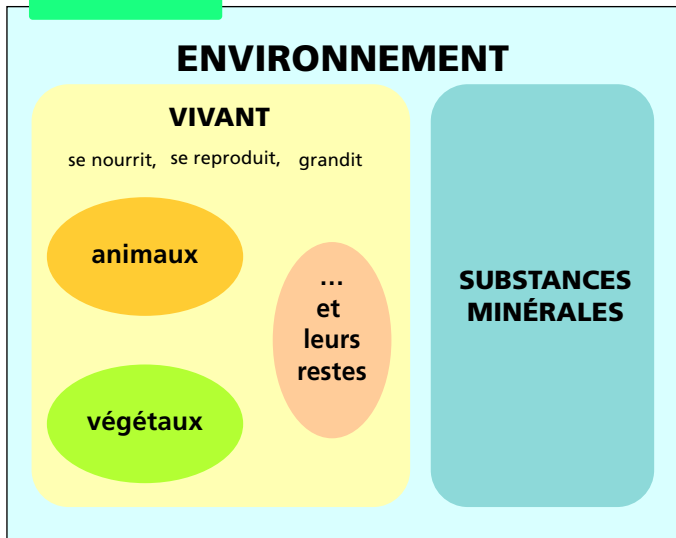 ENVIRONNEMENT
VIVANT
se nourrit, se reproduit, grandit
animaux
…
et
leurs
restes
végétaux
SUBSTANCES
MINÉRALES